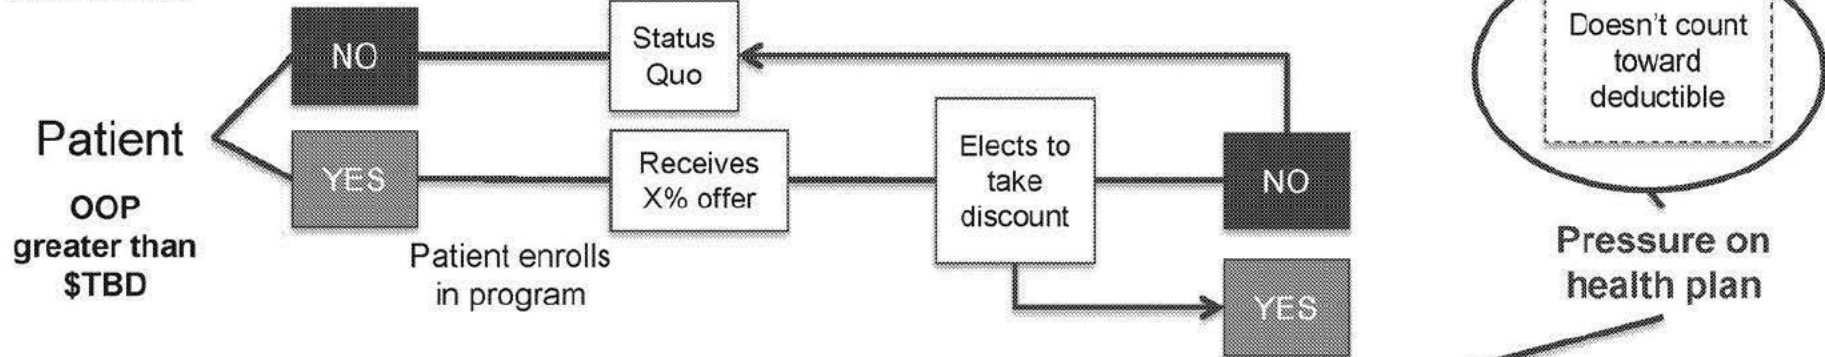 Patient
OOP
greater than
$TBD
NO
YES
Patient enrolls
in program
Status
Quo
Receives
X% offer
Elects to
take
discount
NO
YES
Doesn't count
toward
deductible
Pressure on
health plan